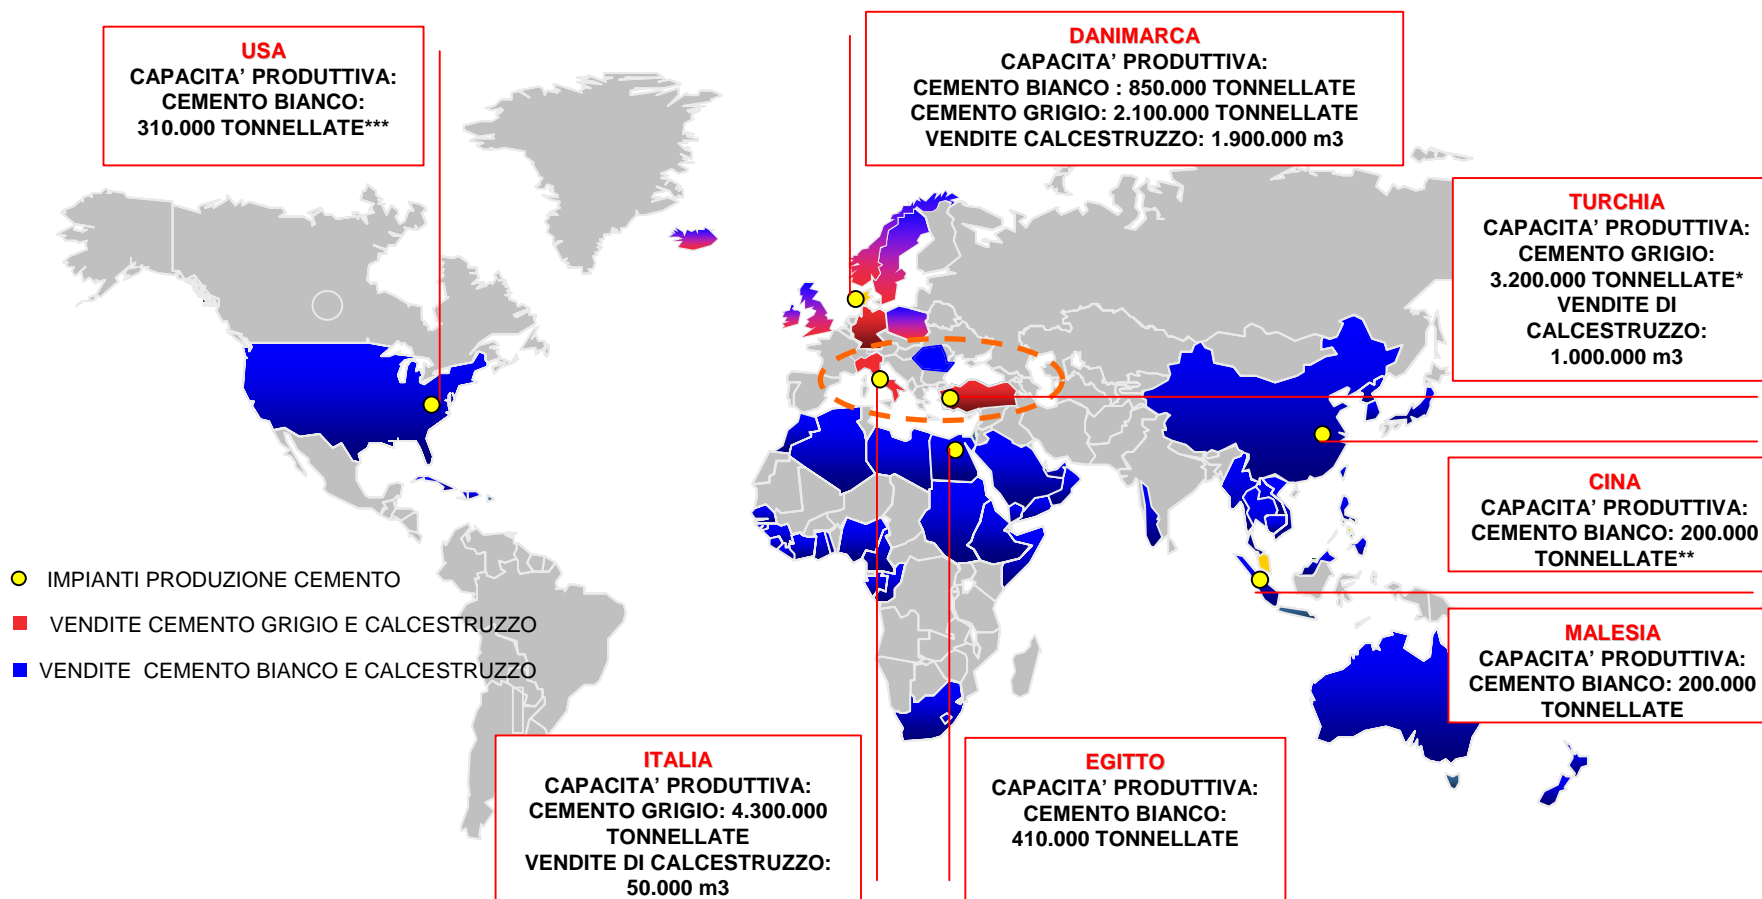 USA
CAPACITA’ PRODUTTIVA:
CEMENTO BIANCO:
310.000 TONNELLATE***
DANIMARCA
CAPACITA’ PRODUTTIVA:
CEMENTO BIANCO : 850.000 TONNELLATE
CEMENTO GRIGIO: 2.100.000 TONNELLATE
VENDITE CALCESTRUZZO: 1.900.000 m3
TURCHIA
CAPACITA’ PRODUTTIVA:
CEMENTO GRIGIO:
3.200.000 TONNELLATE*
VENDITE DI
CALCESTRUZZO:
1.000.000 m3
CINA
CAPACITA’ PRODUTTIVA:
CEMENTO BIANCO: 200.000
TONNELLATE**
IMPIANTI PRODUZIONE CEMENTO
VENDITE CEMENTO GRIGIO E CALCESTRUZZO
VENDITE CEMENTO BIANCO E CALCESTRUZZO
MALESIA
CAPACITA’ PRODUTTIVA:
CEMENTO BIANCO: 200.000
TONNELLATE
ITALIA
CAPACITA’ PRODUTTIVA:
CEMENTO GRIGIO: 4.300.000
TONNELLATE
VENDITE DI CALCESTRUZZO:
50.000 m3
EGITTO
CAPACITA’ PRODUTTIVA:
CEMENTO BIANCO:
410.000 TONNELLATE